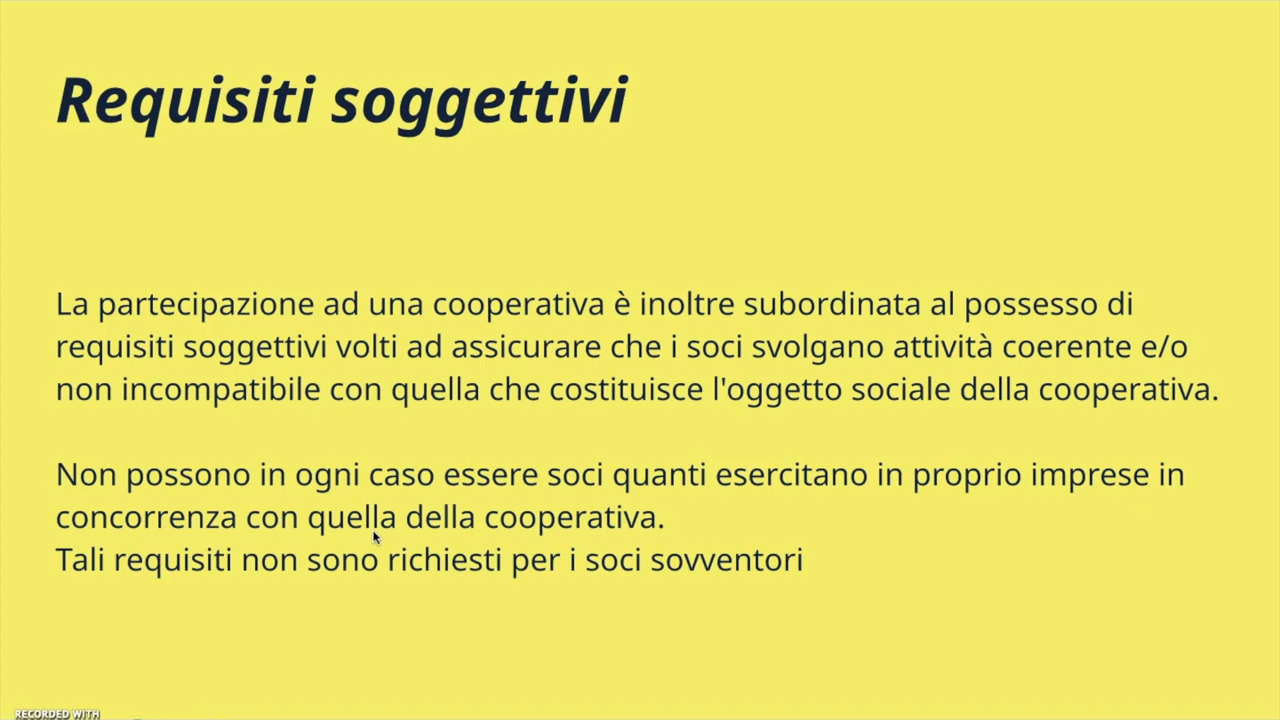 Requisiti soggettivi
La partecipazione ad una cooperativa è inoltre subordinata al possesso di
requisiti soggettivi volti ad assicurare che i soci svolgano attività coerente e/o
non incompatibile con quella che costituisce l'oggetto sociale della cooperativa.
Non possono in ogni caso essere soci quanti esercitano in proprio imprese in
concorrenza con quella della cooperativa.
Tali requisiti non sono richiesti per i soci sovventori
RECORDED WITH